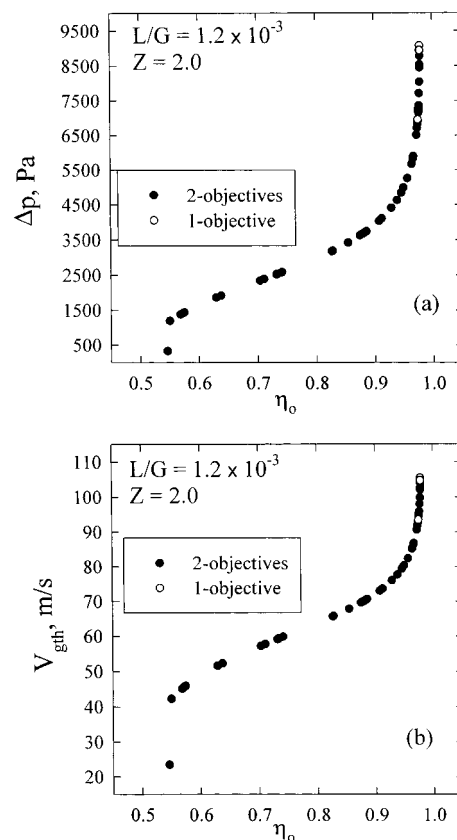 L/G = 1.2 x 10⁻³
Z = 2.0
9500
8500
7500
6500
5500
4500
3500
2500
1500
500
Δp, Pa
2-objectives
1-objective
(a)
0.5 0.6 0.7 0.8 0.9 1.0
ηₒ
L/G = 1.2 x 10⁻³
Z = 2.0
100
90
80
70
60
50
40
30
20
V_gth, m/s
2-objectives
1-objective
(b)
0.5 0.6 0.7 0.8 0.9 1.0
ηₒ